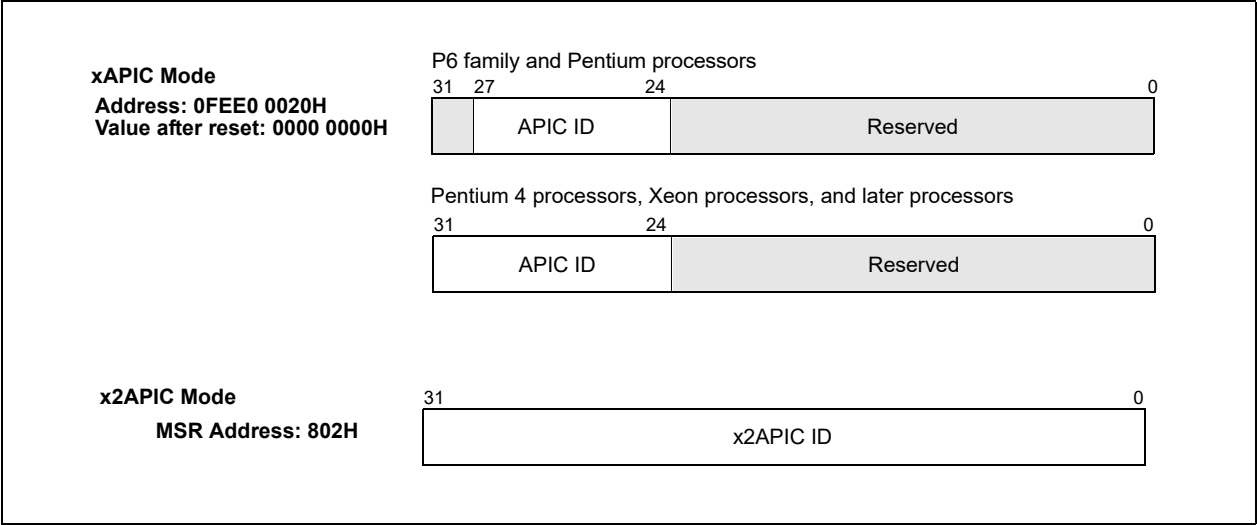 xAPIC Mode
Address: 0FEE0 0020H
Value after reset: 0000 0000H
P6 family and Pentium processors
31 27 24 0
APIC ID Reserved
Pentium 4 processors, Xeon processors, and later processors
31 24 0
APIC ID Reserved
x2APIC Mode
MSR Address: 802H
31 0
x2APIC ID